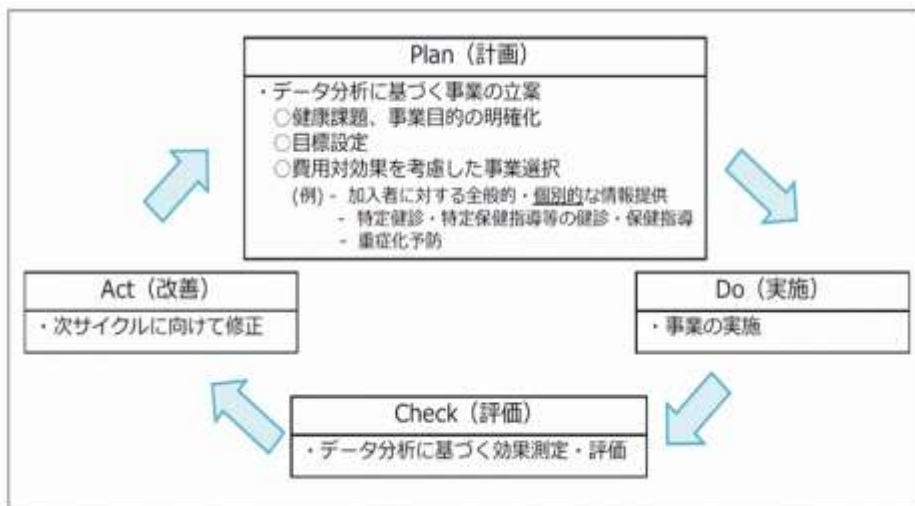 Plan（計画）
・データ分析に基づく事業の立案
○健康課題、事業目的の明確化
○目標設定
○費用対効果を考慮した事業選択
(例) - 加入者に対する全般的・個別的な情報提供
- 特定健診・特定保健指導等の健診・保健指導
- 重症化予防
Act（改善）
・次サイクルに向けて修正
Do（実施）
・事業の実施
Check（評価）
・データ分析に基づく効果測定・評価